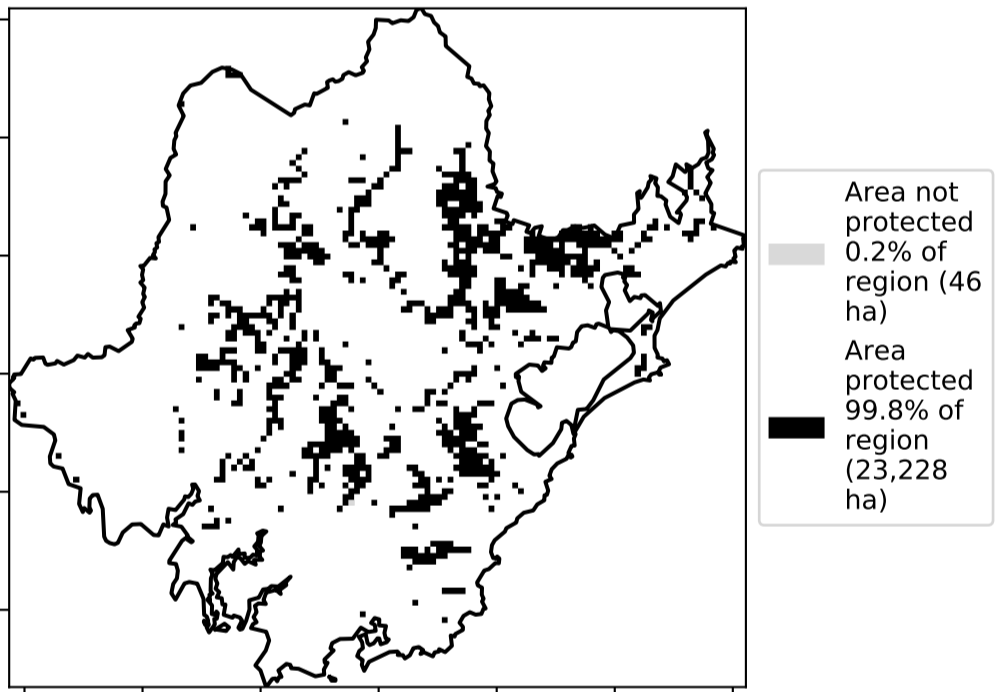 Area not
protected
0.2% of
region (46
ha)
Area
protected
99.8% of
region
(23,228
ha)